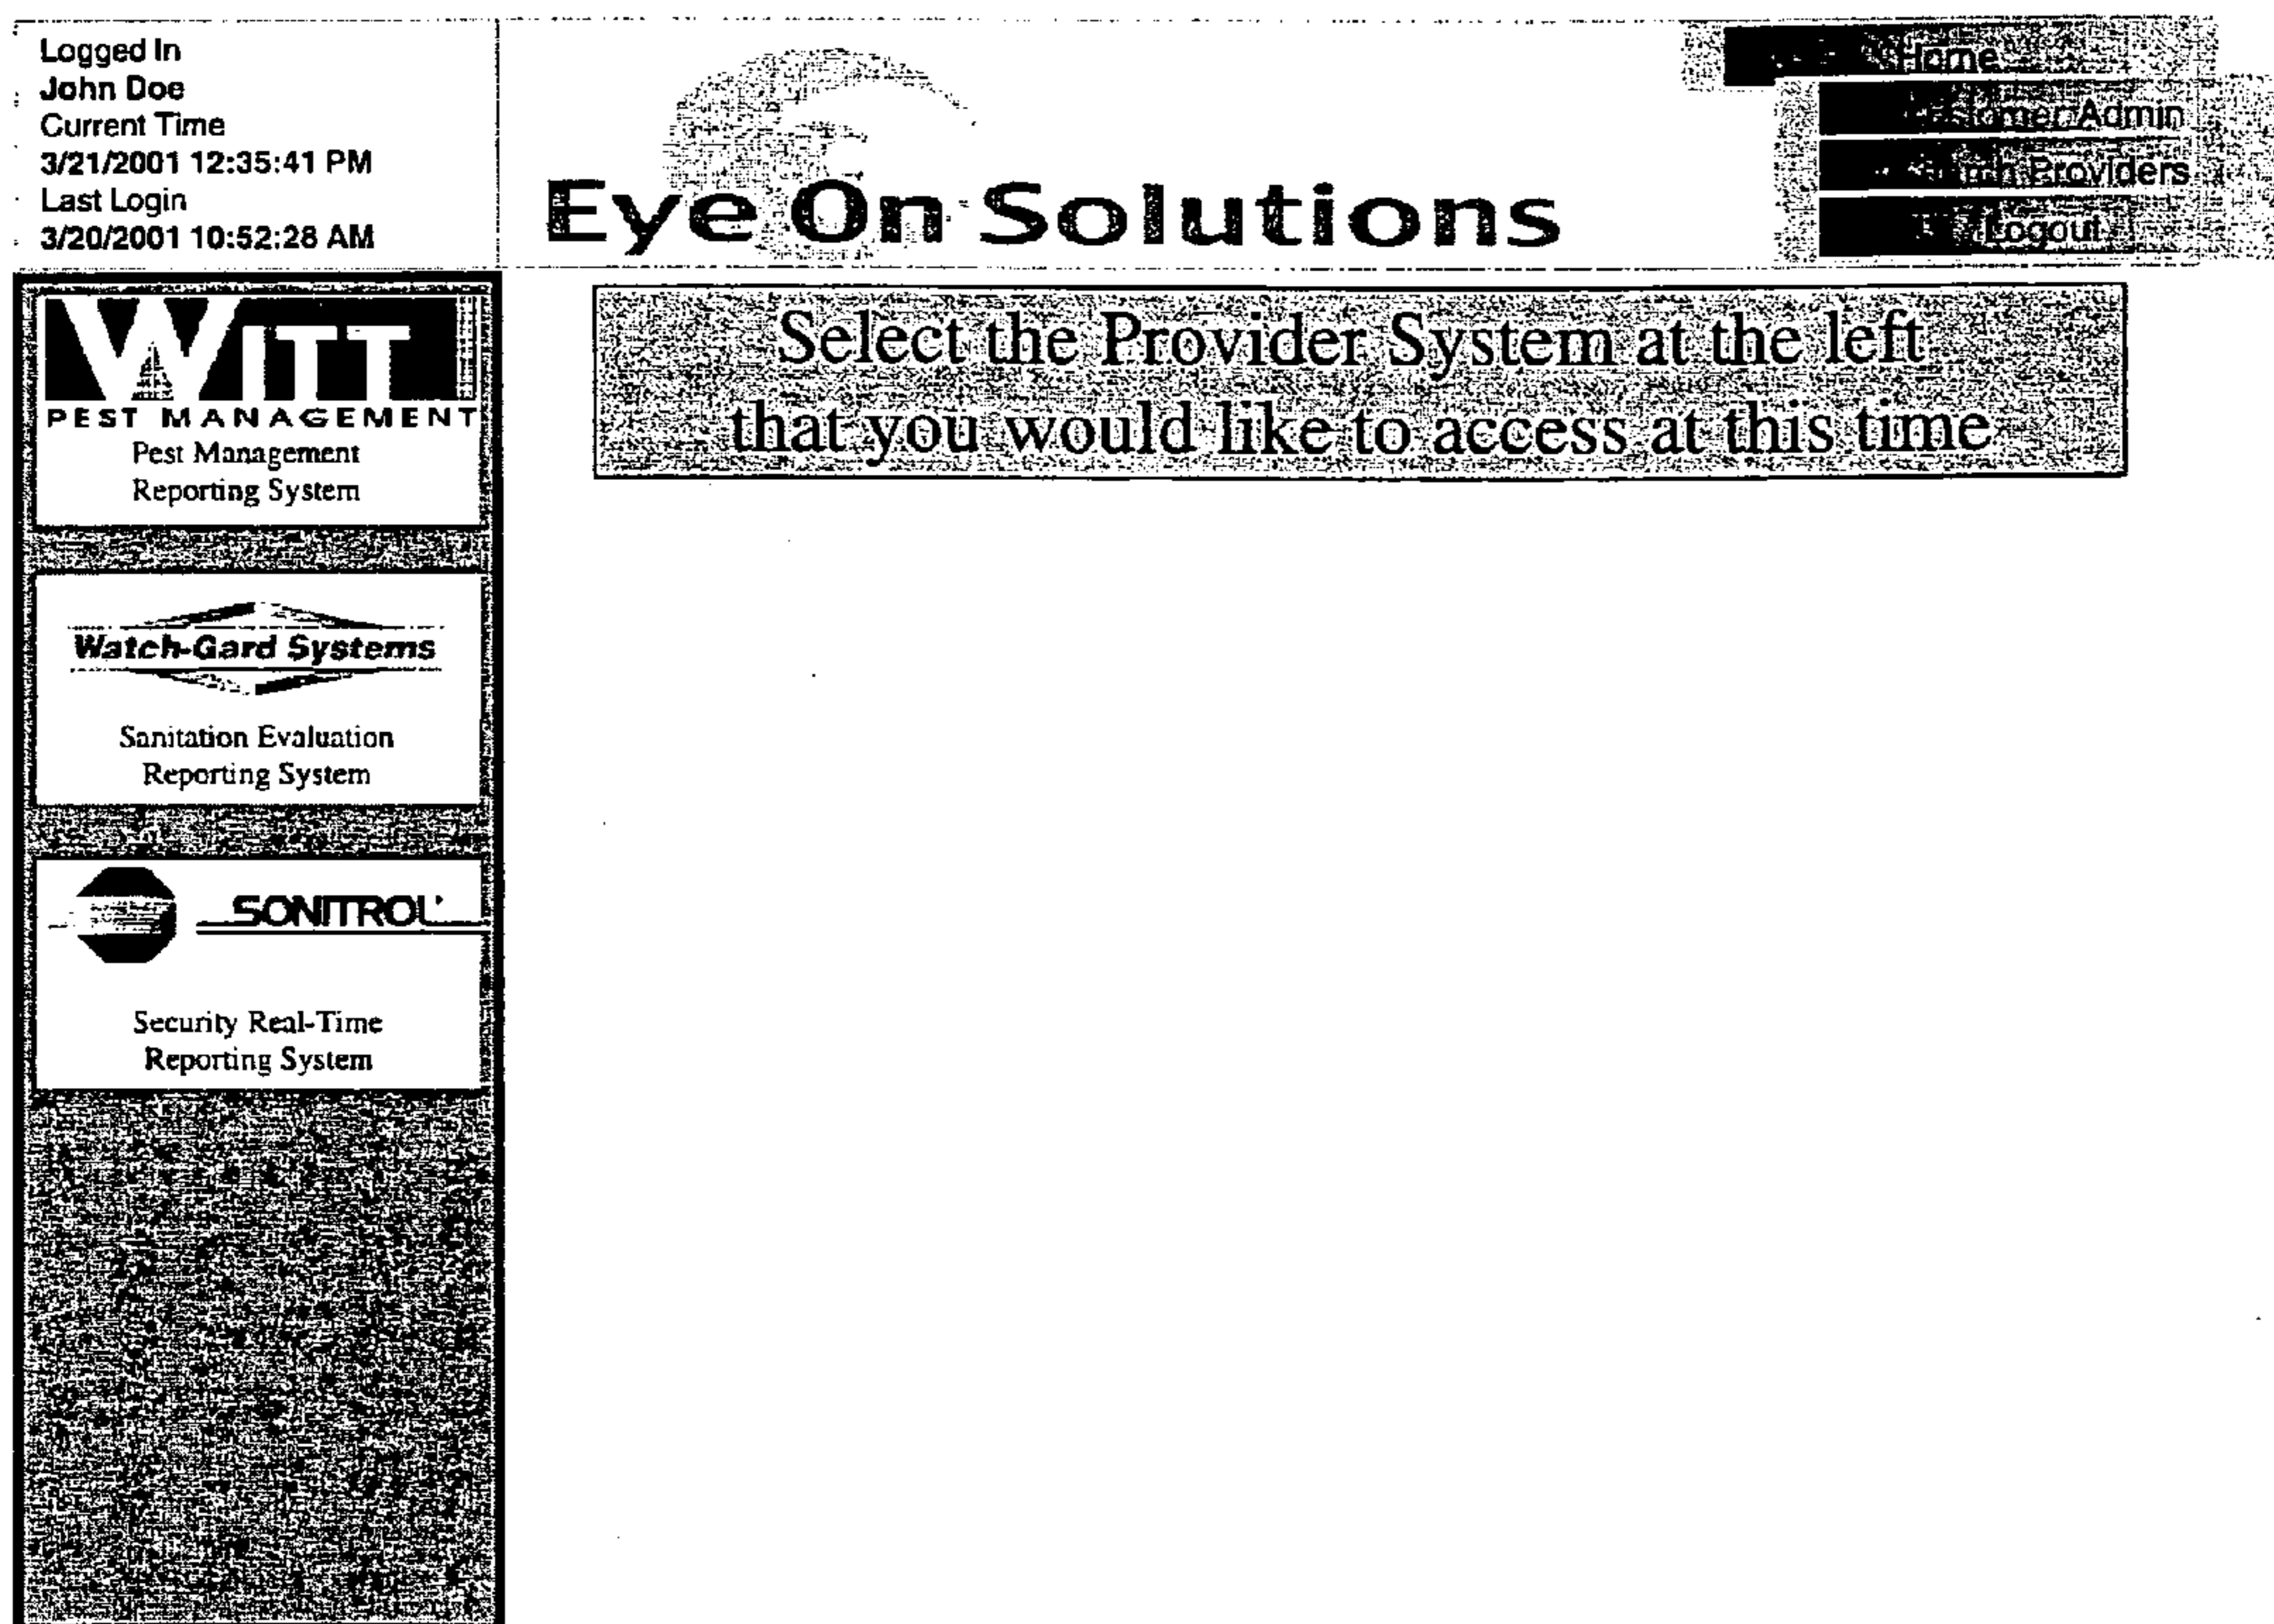 Logged In
John Doe
Current Time
3/21/2001 12:35:41 PM
Last Login
3/20/2001 10:52:28 AM
Eye On Solutions
Home
Customer Admin
Providers
Logout
WITT
PEST MANAGEMENT
Pest Management
Reporting System
Select the Provider System at the left
that you would like to access at this time
Watch-Gard Systems
Sanitation Evaluation
Reporting System
SONITROL
Security Real-Time
Reporting System